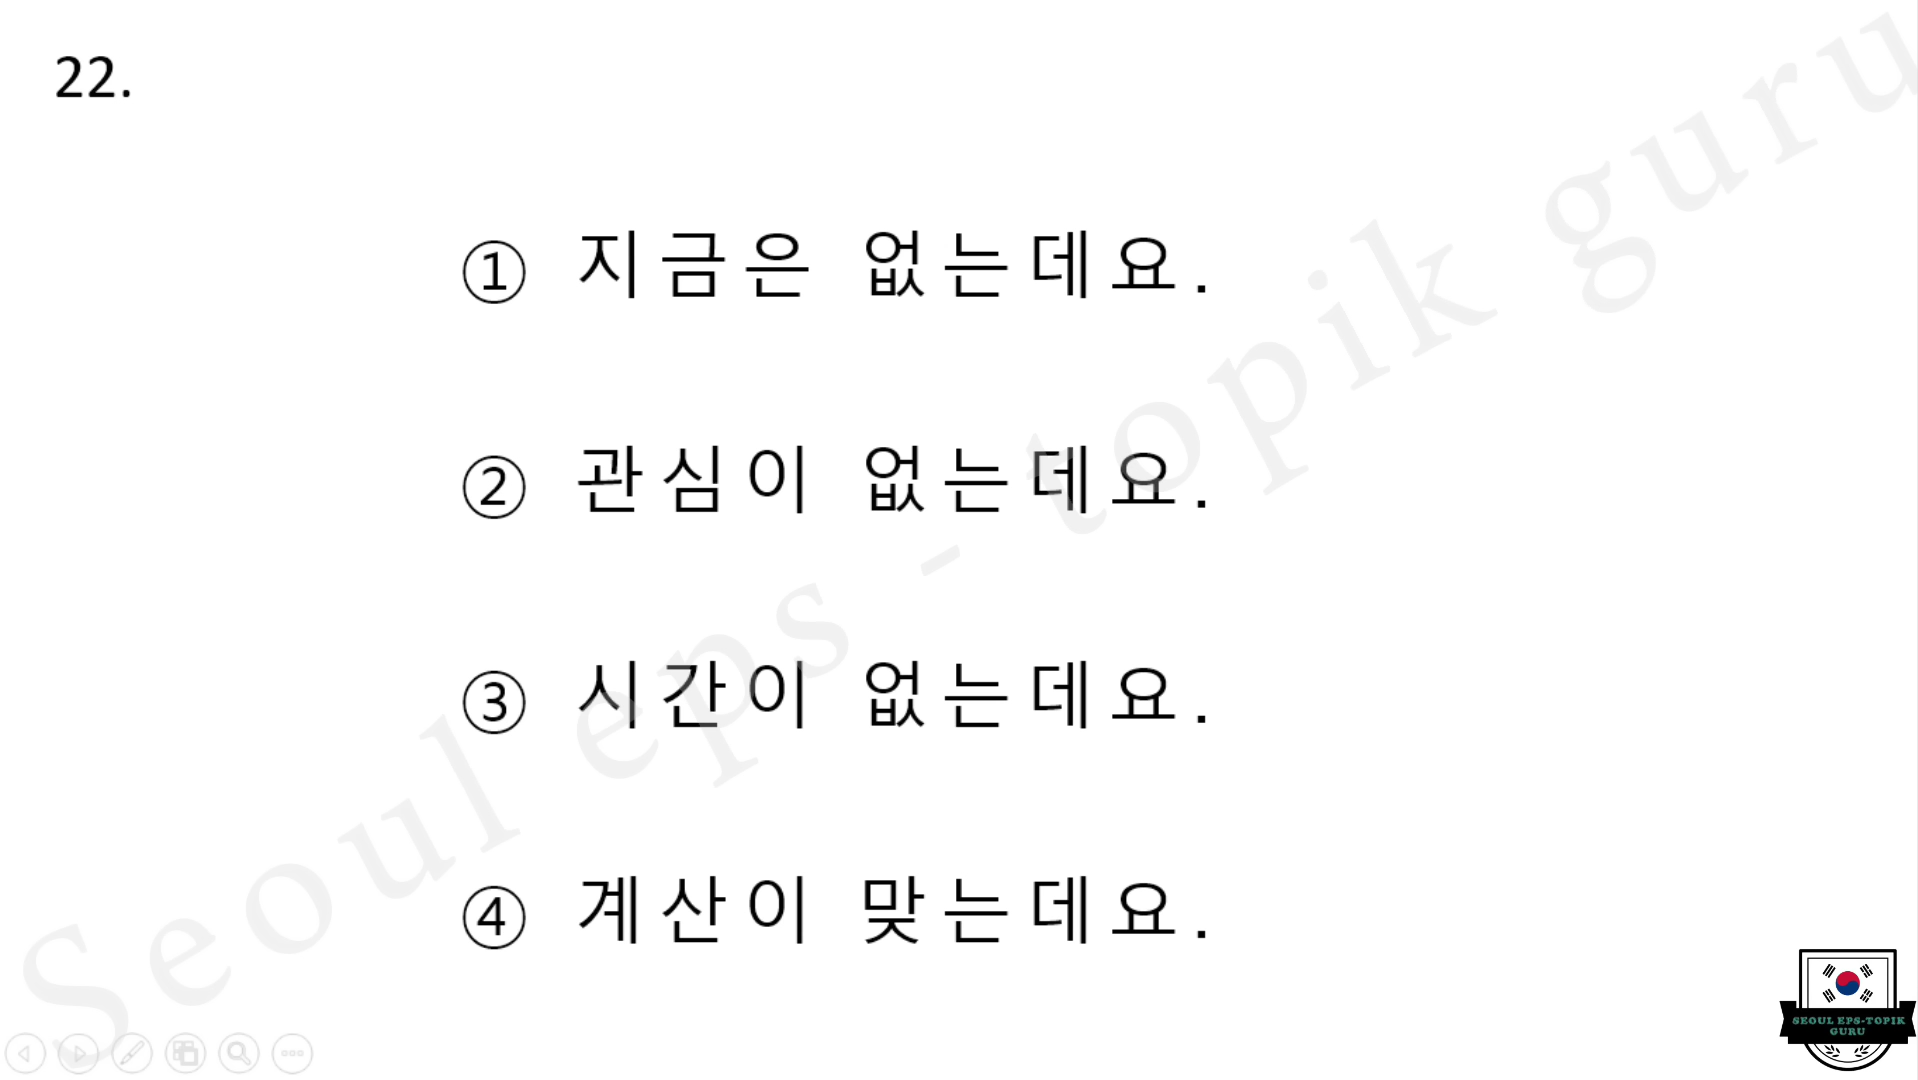 22.
① 지금은 없는데요.
② 관심이 없는데요.
③ 시간이 없는데요.
④ 계산이 맞는데요.
Seoul eps - topik guru
SEOUL EPS-TOPIK
GURU